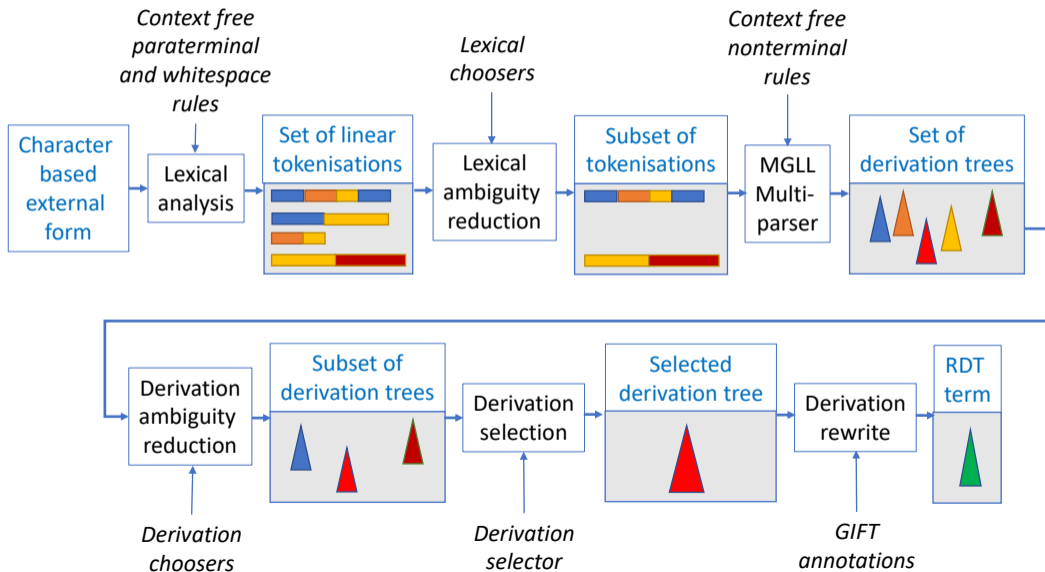 Context free
paraterminal
and whitespace
rules
Lexical
choosers
Context free
nonterminal
rules
Character
based
external
form
Lexical
analysis
Set of linear
tokenisations
Lexical
ambiguity
reduction
Subset of
tokenisations
MGLL
Multi-
parser
Set of
derivation trees
Derivation
ambiguity
reduction
Subset of
derivation trees
Derivation
selection
Selected
derivation tree
Derivation
rewrite
RDT
term
Derivation
choosers
Derivation
selector
GIFT
annotations